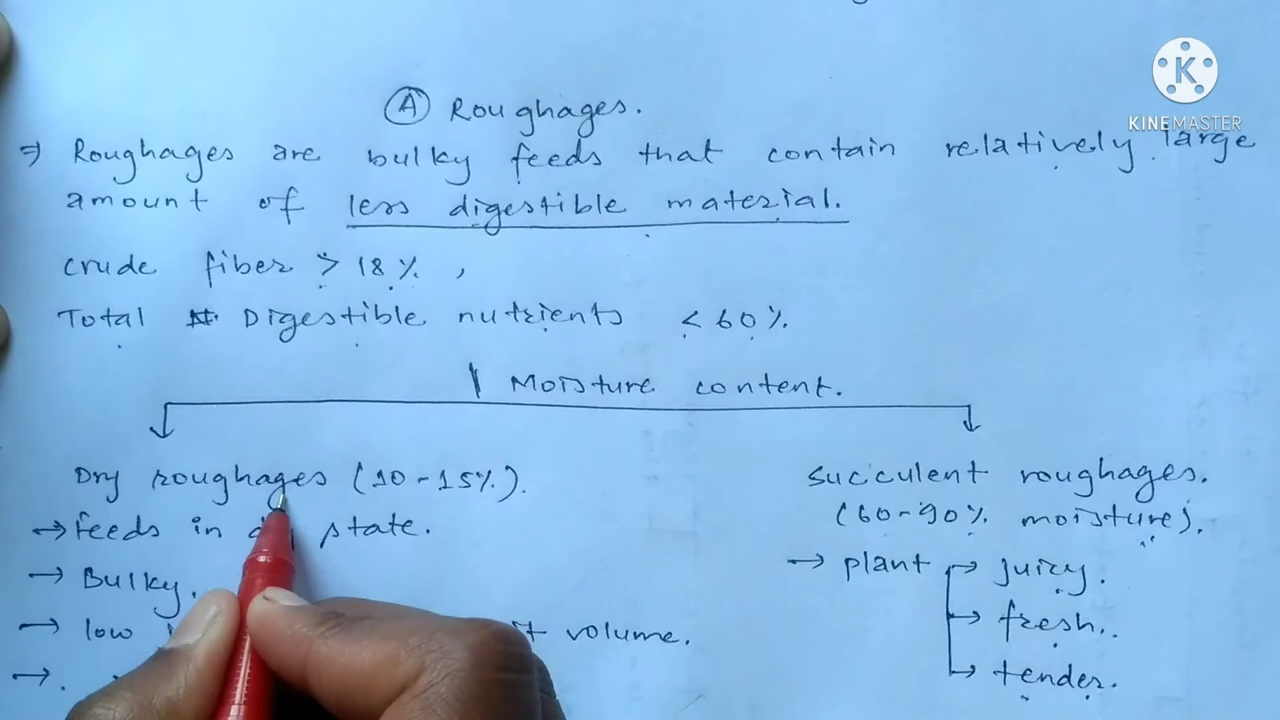 Ⓐ Roughages.
KINEMASTER
⇒ Roughages are bulky feeds that contain relatively large
amount of less digestible material.
crude fiber > 18%,
Total Digestible nutrients < 60%.
Moisture content.
Dry roughages (10-15%).
→ feeds in state.
→ Bulky.
→ low volume.
→.
succulent roughages.
(60-90% moisture).
→ plant → juicy.
→ fresh.
→ tender.